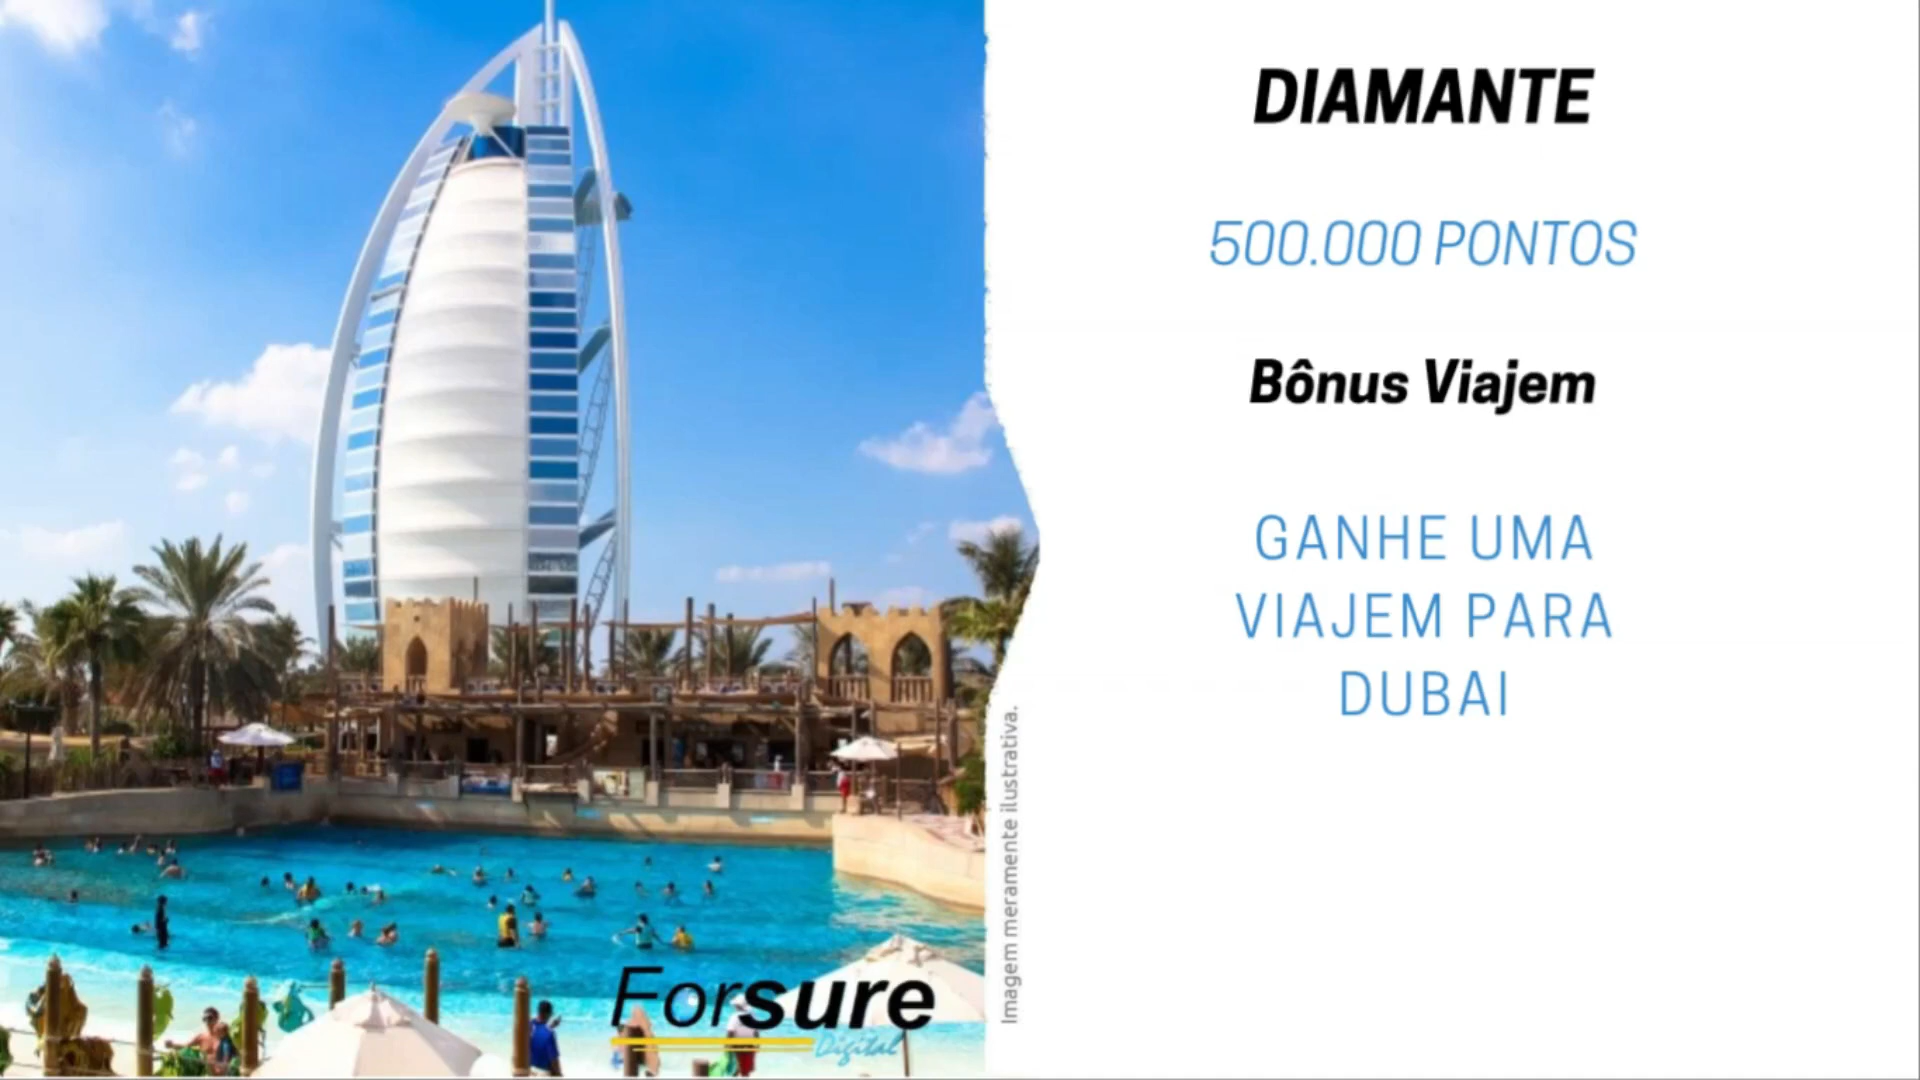 DIAMANTE
500.000 PONTOS
Bônus Viajem
GANHE UMA
VIAJEM PARA
DUBAI
Imagem meramente ilustrativa.
Forsure
Digital